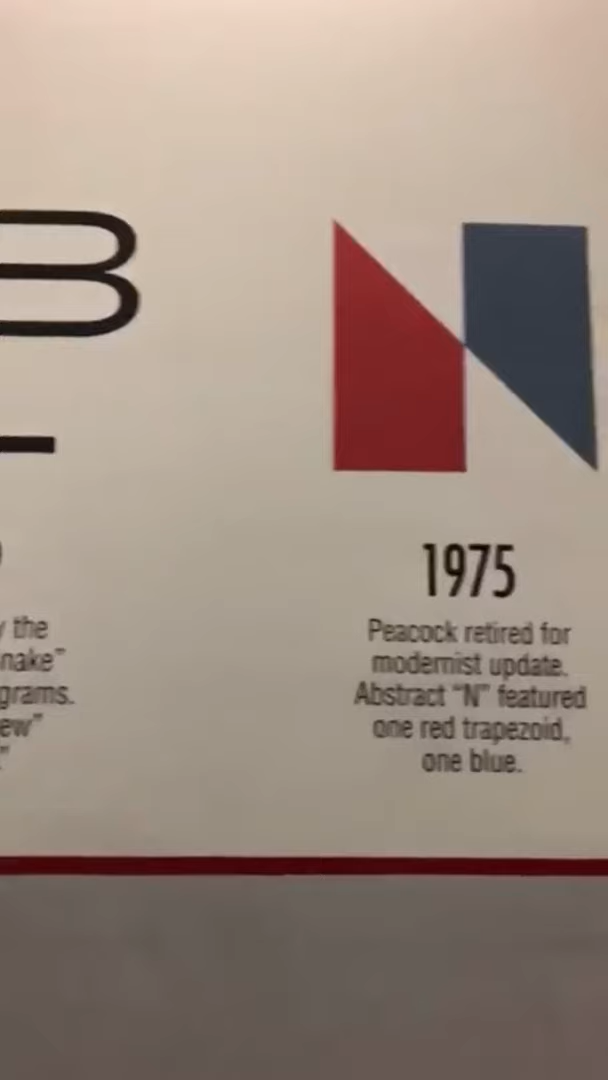 B
the
nake"
grams.
ew"
N
1975
Peacock retired for
modernist update.
Abstract "N" featured
one red trapezoid,
one blue.